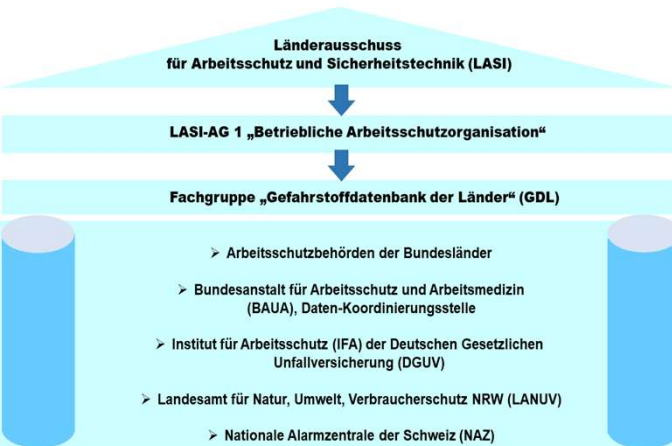 Länderausschuss
für Arbeitsschutz und Sicherheitstechnik (LASI)
LASI-AG 1 „Betriebliche Arbeitsschutzorganisation“
Fachgruppe „Gefahrstoffdatenbank der Länder“ (GDL)
➢ Arbeitsschutzbehörden der Bundesländer
➢ Bundesanstalt für Arbeitsschutz und Arbeitsmedizin
(BAUA), Daten-Koordinierungsstelle
➢ Institut für Arbeitsschutz (IFA) der Deutschen Gesetzlichen
Unfallversicherung (DGUV)
➢ Landesamt für Natur, Umwelt, Verbraucherschutz NRW (LANUV)
➢ Nationale Alarmzentrale der Schweiz (NAZ)